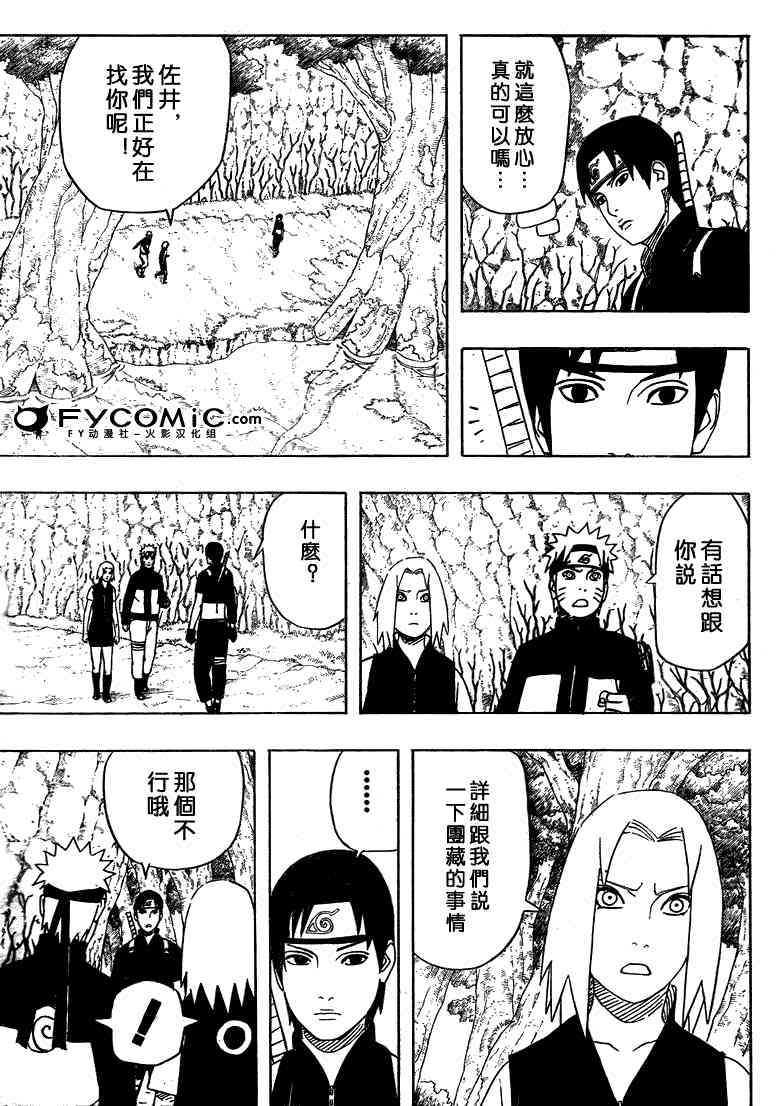 就這麼放心…
真的可以嗎…
佐井，
我們正好在
找你呢！
FYCOMiC.com
FY动漫社-火影汉化组
有話想跟
你說
什麼？
詳細跟我們說
一下團藏的事情
……
那個不
行哦
！